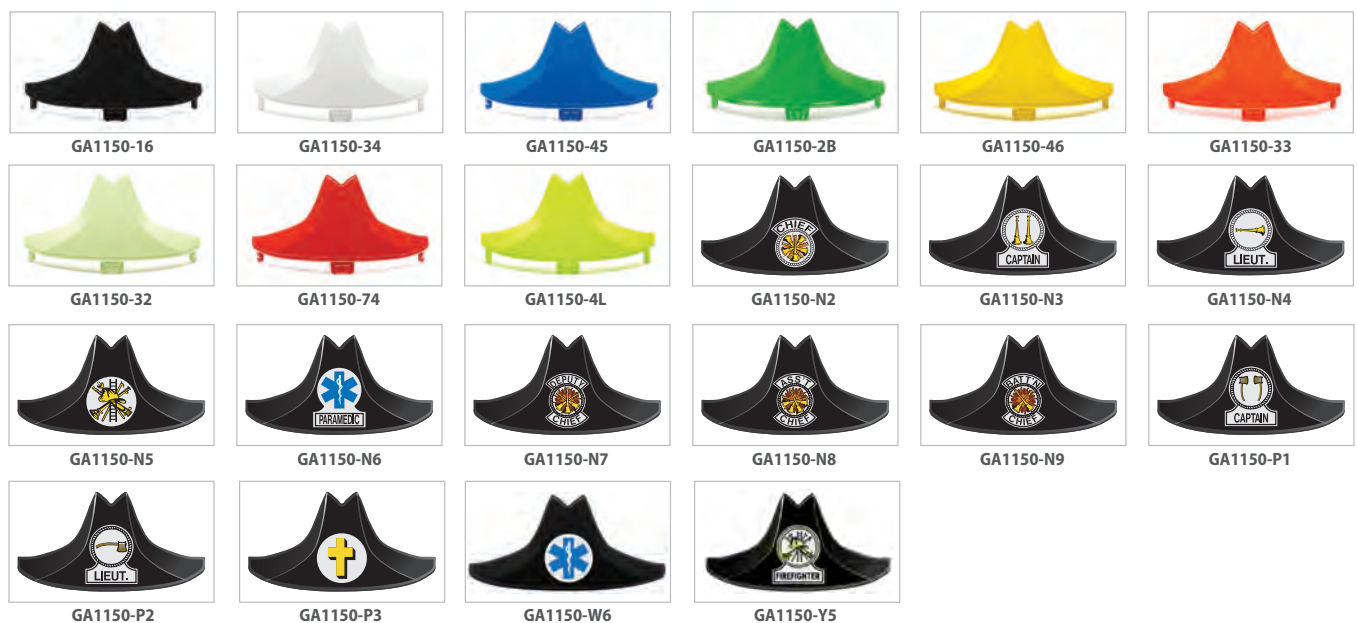 GA1150-16
GA1150-34
GA1150-45
GA1150-2B
GA1150-46
GA1150-33
GA1150-32
GA1150-74
GA1150-4L
CHIEF
GA1150-N2
CAPTAIN
GA1150-N3
LIEUT.
GA1150-N4
GA1150-N5
PARAMEDIC
GA1150-N6
DEPUTY
CHIEF
GA1150-N7
ASS'T
CHIEF
GA1150-N8
BATT'N
CHIEF
GA1150-N9
CAPTAIN
GA1150-P1
LIEUT.
GA1150-P2
GA1150-P3
GA1150-W6
FIREFIGHTER
GA1150-Y5